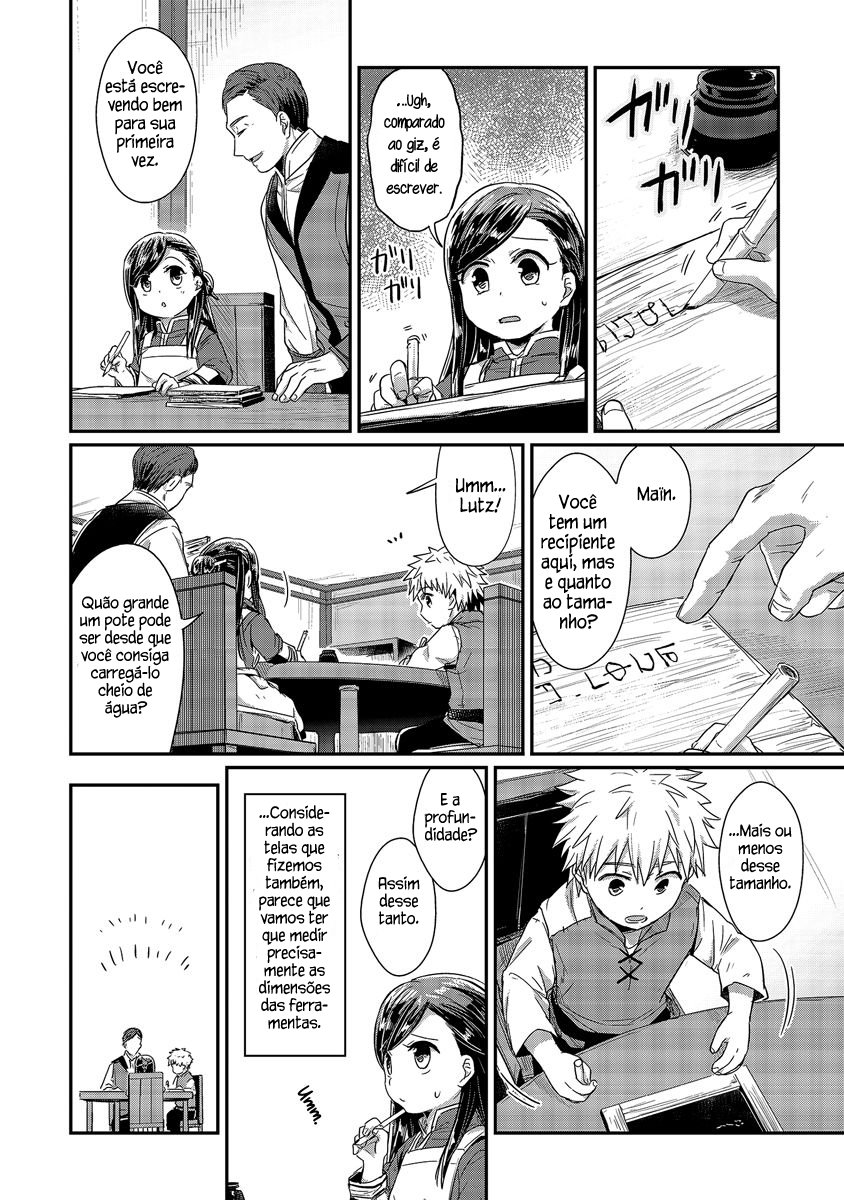 ガリ
ガリ
...Ugh,
comparado
ao giz, é
difícil de
escrever.
ガリ
ガリ
Você
está escre-
vendo bem
para sua
primeira
vez.
Maïn.
Você
tem um
recipiente
aqui, mas
e quanto
ao tama-
nho?
Umm...
Lutz!
Quão grande
um pote pode
ser desde que
você consiga
carregá-lo
cheio de
água?
...Mais ou
menos
desse
tamanho.
E a
profun-
didade?
Assim
desse
tanto.
...Conside-
rando as
telas que
fizemos
também,
parece que
vamos ter
que medir
precisa-
mente as
dimensões
das ferra-
mentas.
Umm.